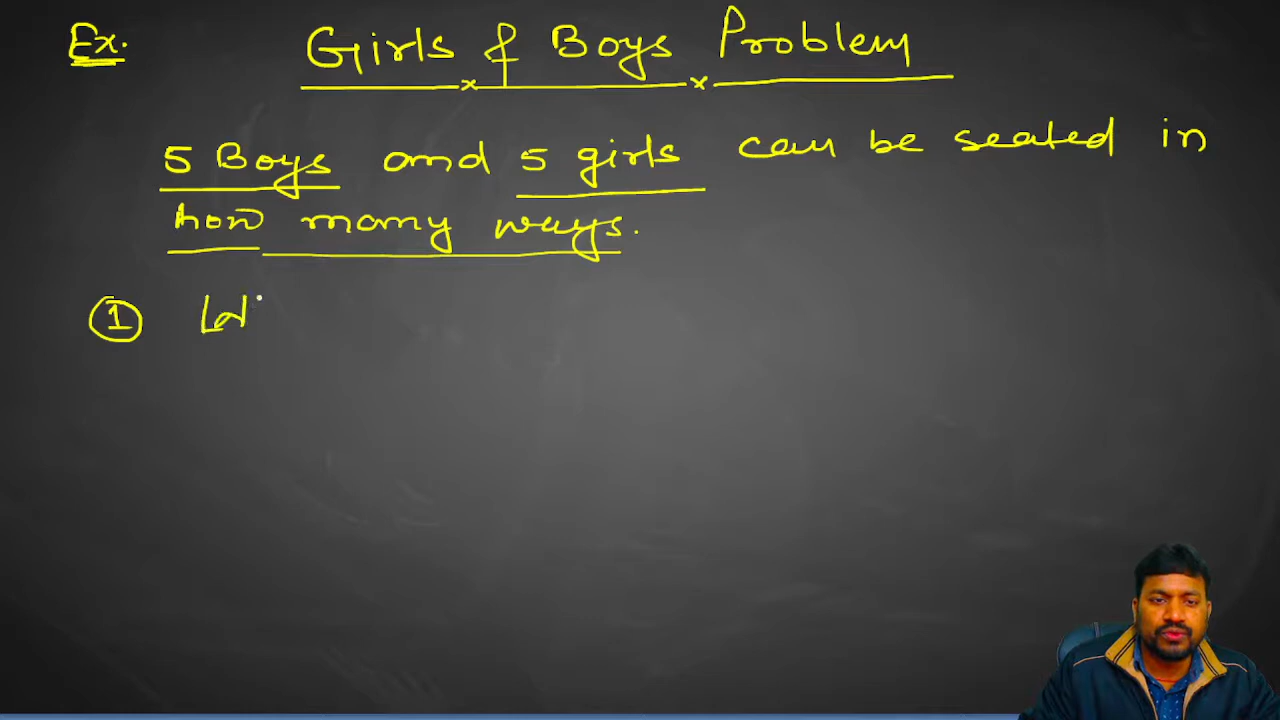 Ex. Girls & Boys Problem
5 Boys and 5 girls can be seated in
how many ways.
1